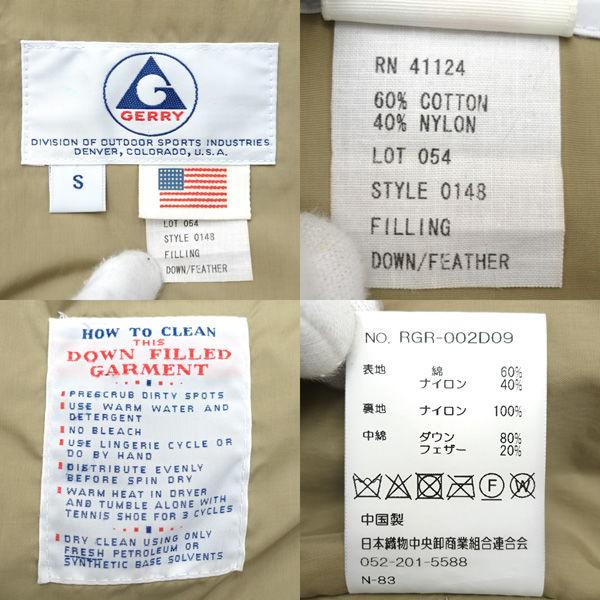 GERRY
DIVISION OF OUTDOOR SPORTS INDUSTRIES
DENVER, COLORADO, U.S.A.
S
LOT 054
STYLE 0148
FILLING
DOWN/FEATHER
RN 41124
60% COTTON
40% NYLON
LOT 054
STYLE 0148
FILLING
DOWN/FEATHER
HOW TO CLEAN
THIS
DOWN FILLED
GARMENT
PRESCRUB DIRTY SPOTS
USE WARM WATER AND
DETERGENT
NO BLEACH
USE LINGERIE CYCLE OR
DO BY HAND
DISTRIBUTE EVENLY
BEFORE SPIN DRY
WARM HEAT IN DRYER
AND TUMBLE ALONE WITH
TENNIS SHOE FOR 3 CYCLES
DRY CLEAN USING ONLY
FRESH PETROLEUM OR
SYNTHETIC BASE SOLVENTS
NO. RGR-002D09
表地 綿 60%
ナイロン 40%
裏地 ナイロン 100%
中綿 ダウン 80%
フェザー 20%
F W
中国製
日本織物中央卸商業組合連合会
052-201-5588
N-83